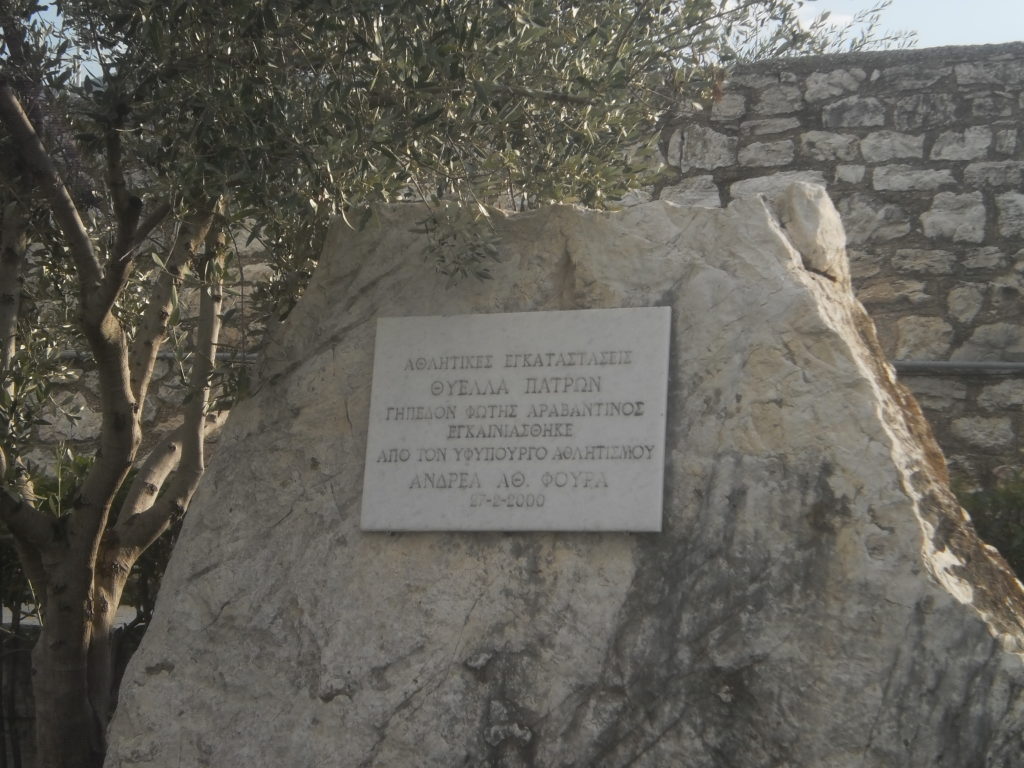 ΑΘΛΗΤΙΚΕΣ ΕΓΚΑΤΑΣΤΑΣΕΙΣ
ΘΥΕΛΛΑ ΠΑΤΡΩΝ
ΓΗΠΕΔΟΝ ΦΩΤΗΣ ΑΡΑΒΑΝΤΙΝΟΣ
ΕΓΚΑΙΝΙΑΣΘΗΚΕ
ΑΠΟ ΤΟΝ ΥΦΥΠΟΥΡΓΟ ΑΘΛΗΤΙΣΜΟΥ
ΑΝΔΡΕΑ ΑΘ. ΦΟΥΡΑ
27-2-2000